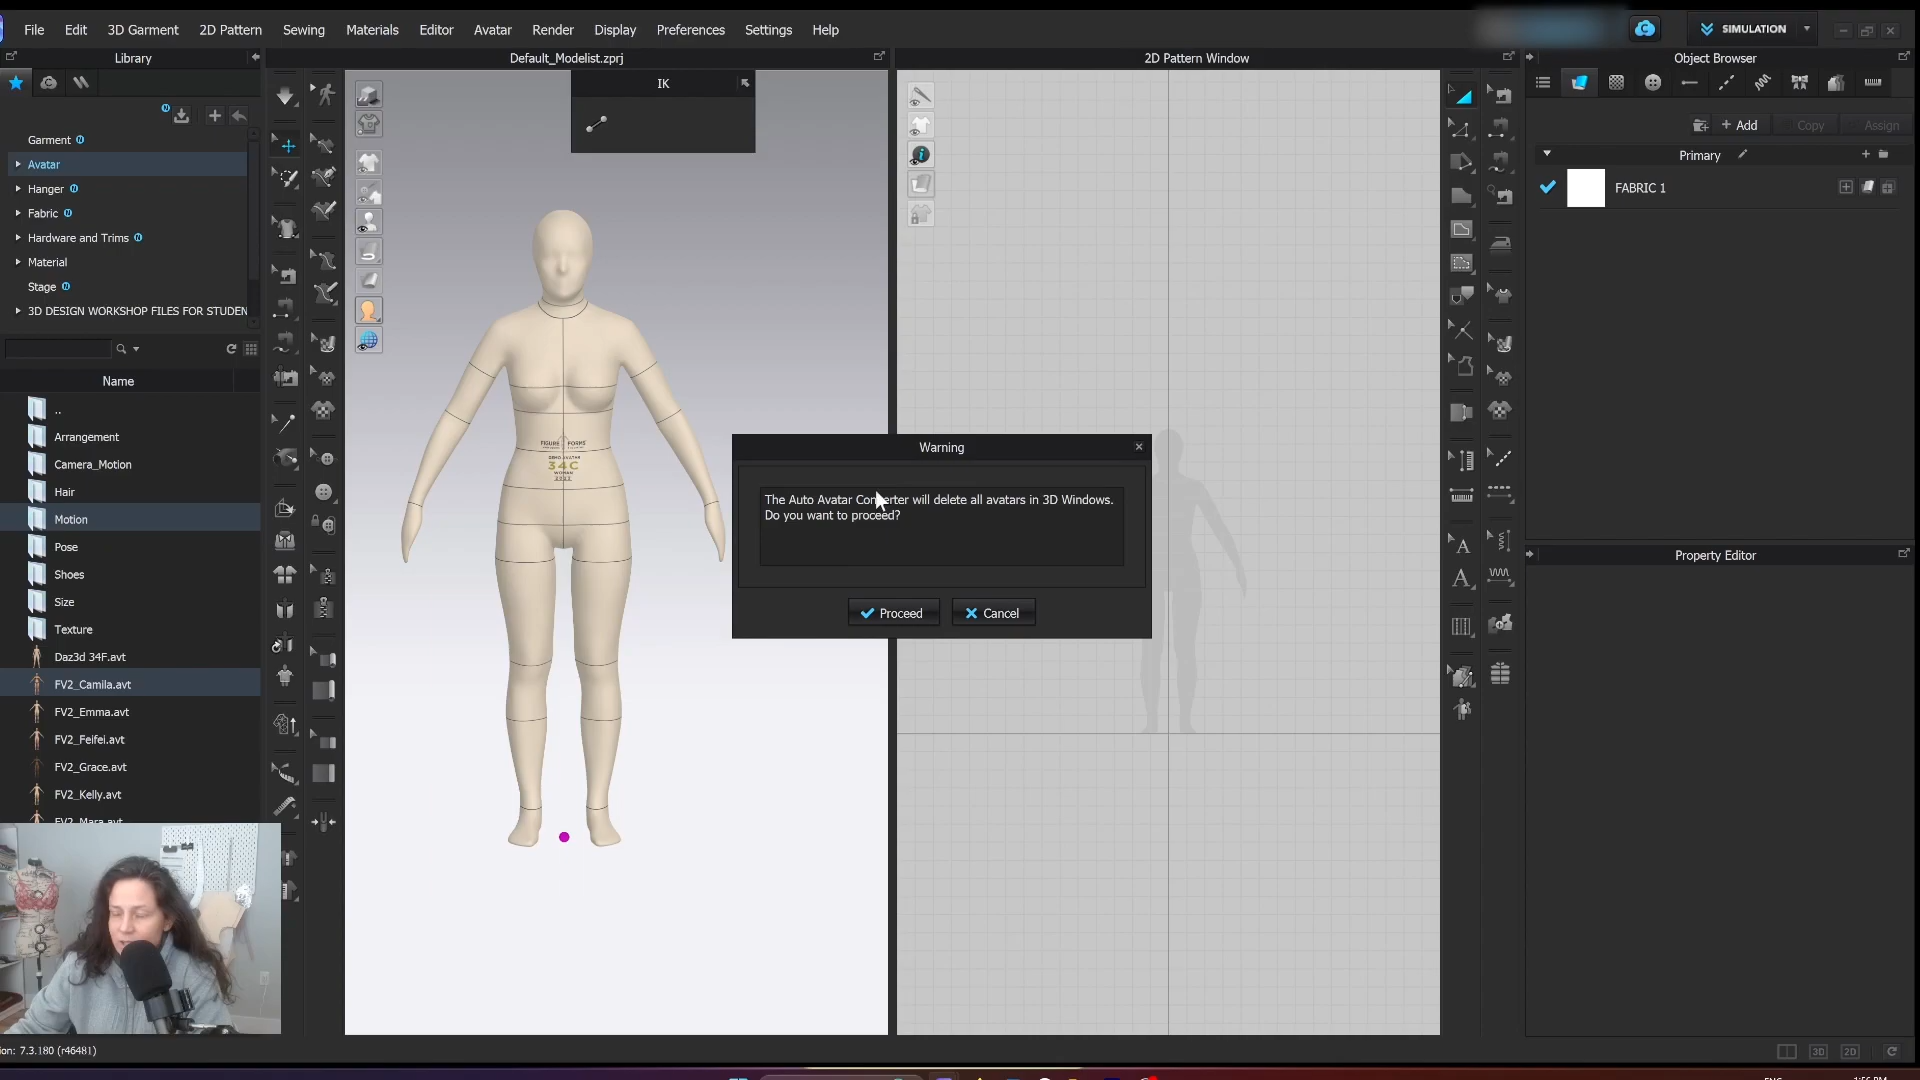 File Edit 3D Garment 2D Pattern Sewing Materials Editor Avatar Render Display Preferences Settings Help
SIMULATION
Library
Default_Modelist.zprj
2D Pattern Window
Object Browser
IK
Garment
Avatar
Hanger
Fabric
Hardware and Trims
Material
Stage
3D DESIGN WORKSHOP FILES FOR STUDEN
Name
..
Arrangement
Camera_Motion
Hair
Motion
Pose
Shoes
Size
Texture
Daz3d 34F.avt
FV2_Camila.avt
FV2_Emma.avt
FV2_Feifei.avt
FV2_Grace.avt
FV2_Kelly.avt
FV2_Mara.avt
FIGURE FORMS
DEMO AVATAR
34C
WOMAN
Warning
The Auto Avatar Converter will delete all avatars in 3D Windows.
Do you want to proceed?
Proceed Cancel
+ Add Copy Assign
Primary
FABRIC 1
Property Editor
ion: 7.3.180 (r46481)
3D 2D